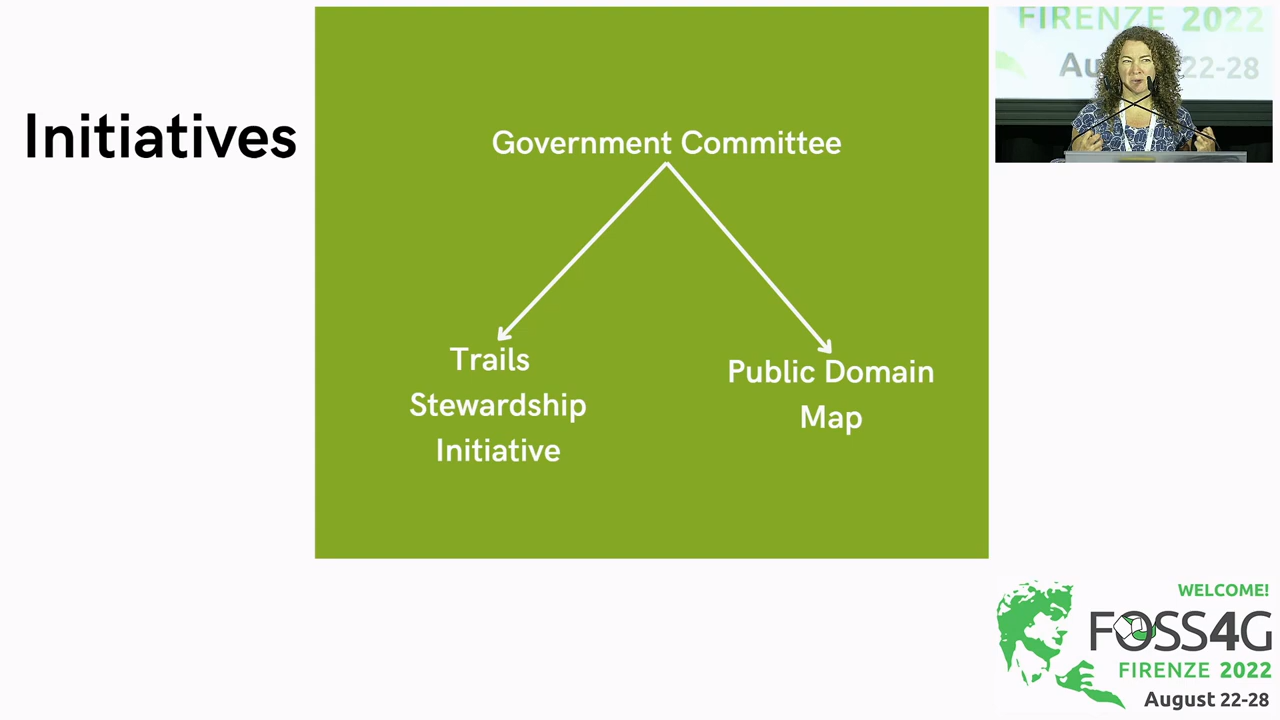 Initiatives
Government Committee
Trails
Stewardship
Initiative
Public Domain
Map
FIRENZE 2022
Au 22-28
WELCOME!
FOSS4G
FIRENZE 2022
August 22-28